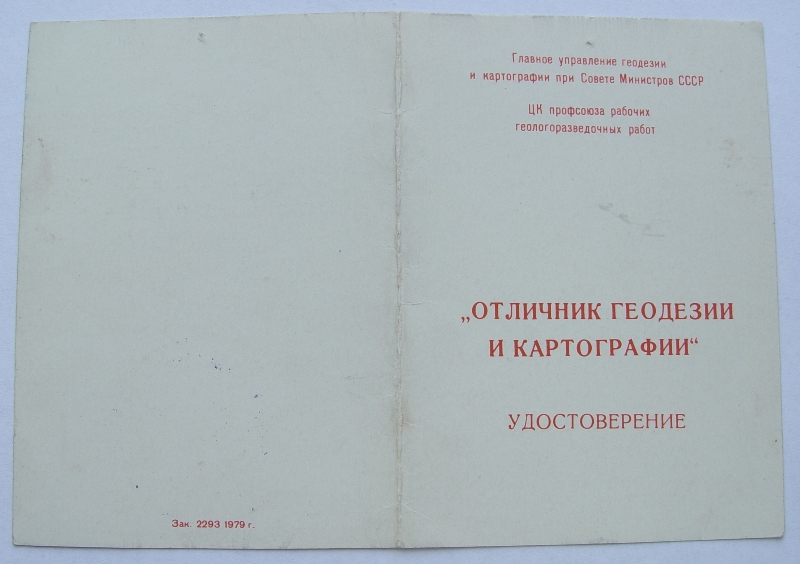 Главное управление геодезии
и картографии при Совете Министров СССР
ЦК профсоюза рабочих
геологоразведочных работ
„ОТЛИЧНИК ГЕОДЕЗИИ
И КАРТОГРАФИИ“
УДОСТОВЕРЕНИЕ
Зак. 2293 1979 г.